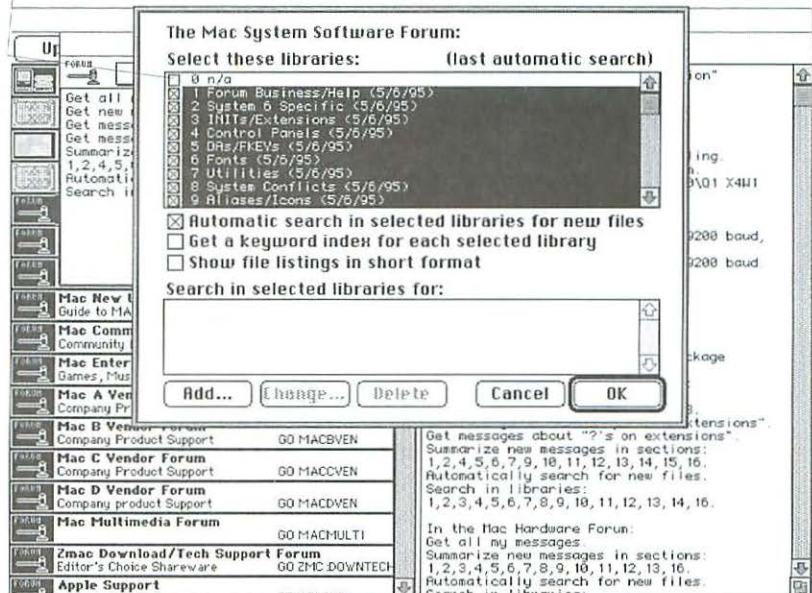 The Mac System Software Forum:
Select these libraries: (last automatic search)
0 n/a
1 Forum Business/Help (5/6/95)
2 System 6 Specific (5/6/95)
3 INITs/Extensions (5/6/95)
4 Control Panels (5/6/95)
5 DAs/FKEYs (5/6/95)
6 Fonts (5/6/95)
7 Utilities (5/6/95)
8 System Conflicts (5/6/95)
9 Aliases/Icons (5/6/95)
Automatic search in selected libraries for new files
Get a keyword index for each selected library
Show file listings in short format
Search in selected libraries for:
Add... Change... Delete Cancel OK
Up
FORUM
Get all
Get new
Get mess
Get mess
Summariz
1,2,4,5,
Automati
Search i
ion"
ing.
X4W1
9200 baud,
9200 baud.
ckage
tensions".
Mac New U
Guide to MA
Mac Comm
Community
Mac Enter
Games, Mus
Mac A Ven
Company Pr
Mac B Vendor Forum
Company Product Support GO MACBVEN
Mac C Vendor Forum
Company Product Support GO MACCVEN
Mac D Vendor Forum
Company product Support GO MACDVEN
Mac Multimedia Forum
GO MACMULTI
Zmac Download/Tech Support Forum
Editor's Choice Shareware GO ZMC:DOWNTECH
Apple Support
Get messages about "?'s on extensions".
Summarize new messages in sections:
1,2,4,5,6,7,9,10,11,12,13,14,15,16.
Automatically search for new files.
Search in libraries:
1,2,3,4,5,6,7,8,9,10,11,12,13,14,16.
In the Mac Hardware Forum:
Get all my messages.
Summarize new messages in sections:
1,2,3,4,5,6,7,8,9,10,11,12,13,16.
Automatically search for new files.
Search in libraries: